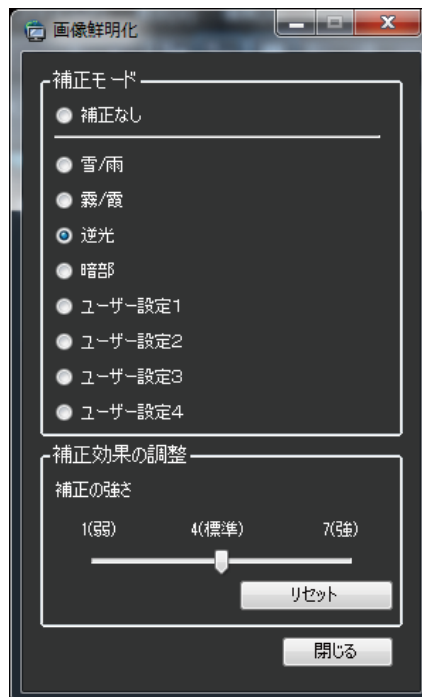 画像鮮明化
補正モード
補正なし
雪/雨
霧/霞
逆光
暗部
ユーザー設定1
ユーザー設定2
ユーザー設定3
ユーザー設定4
補正効果の調整
補正の強さ
1(弱) 4(標準) 7(強)
リセット
閉じる